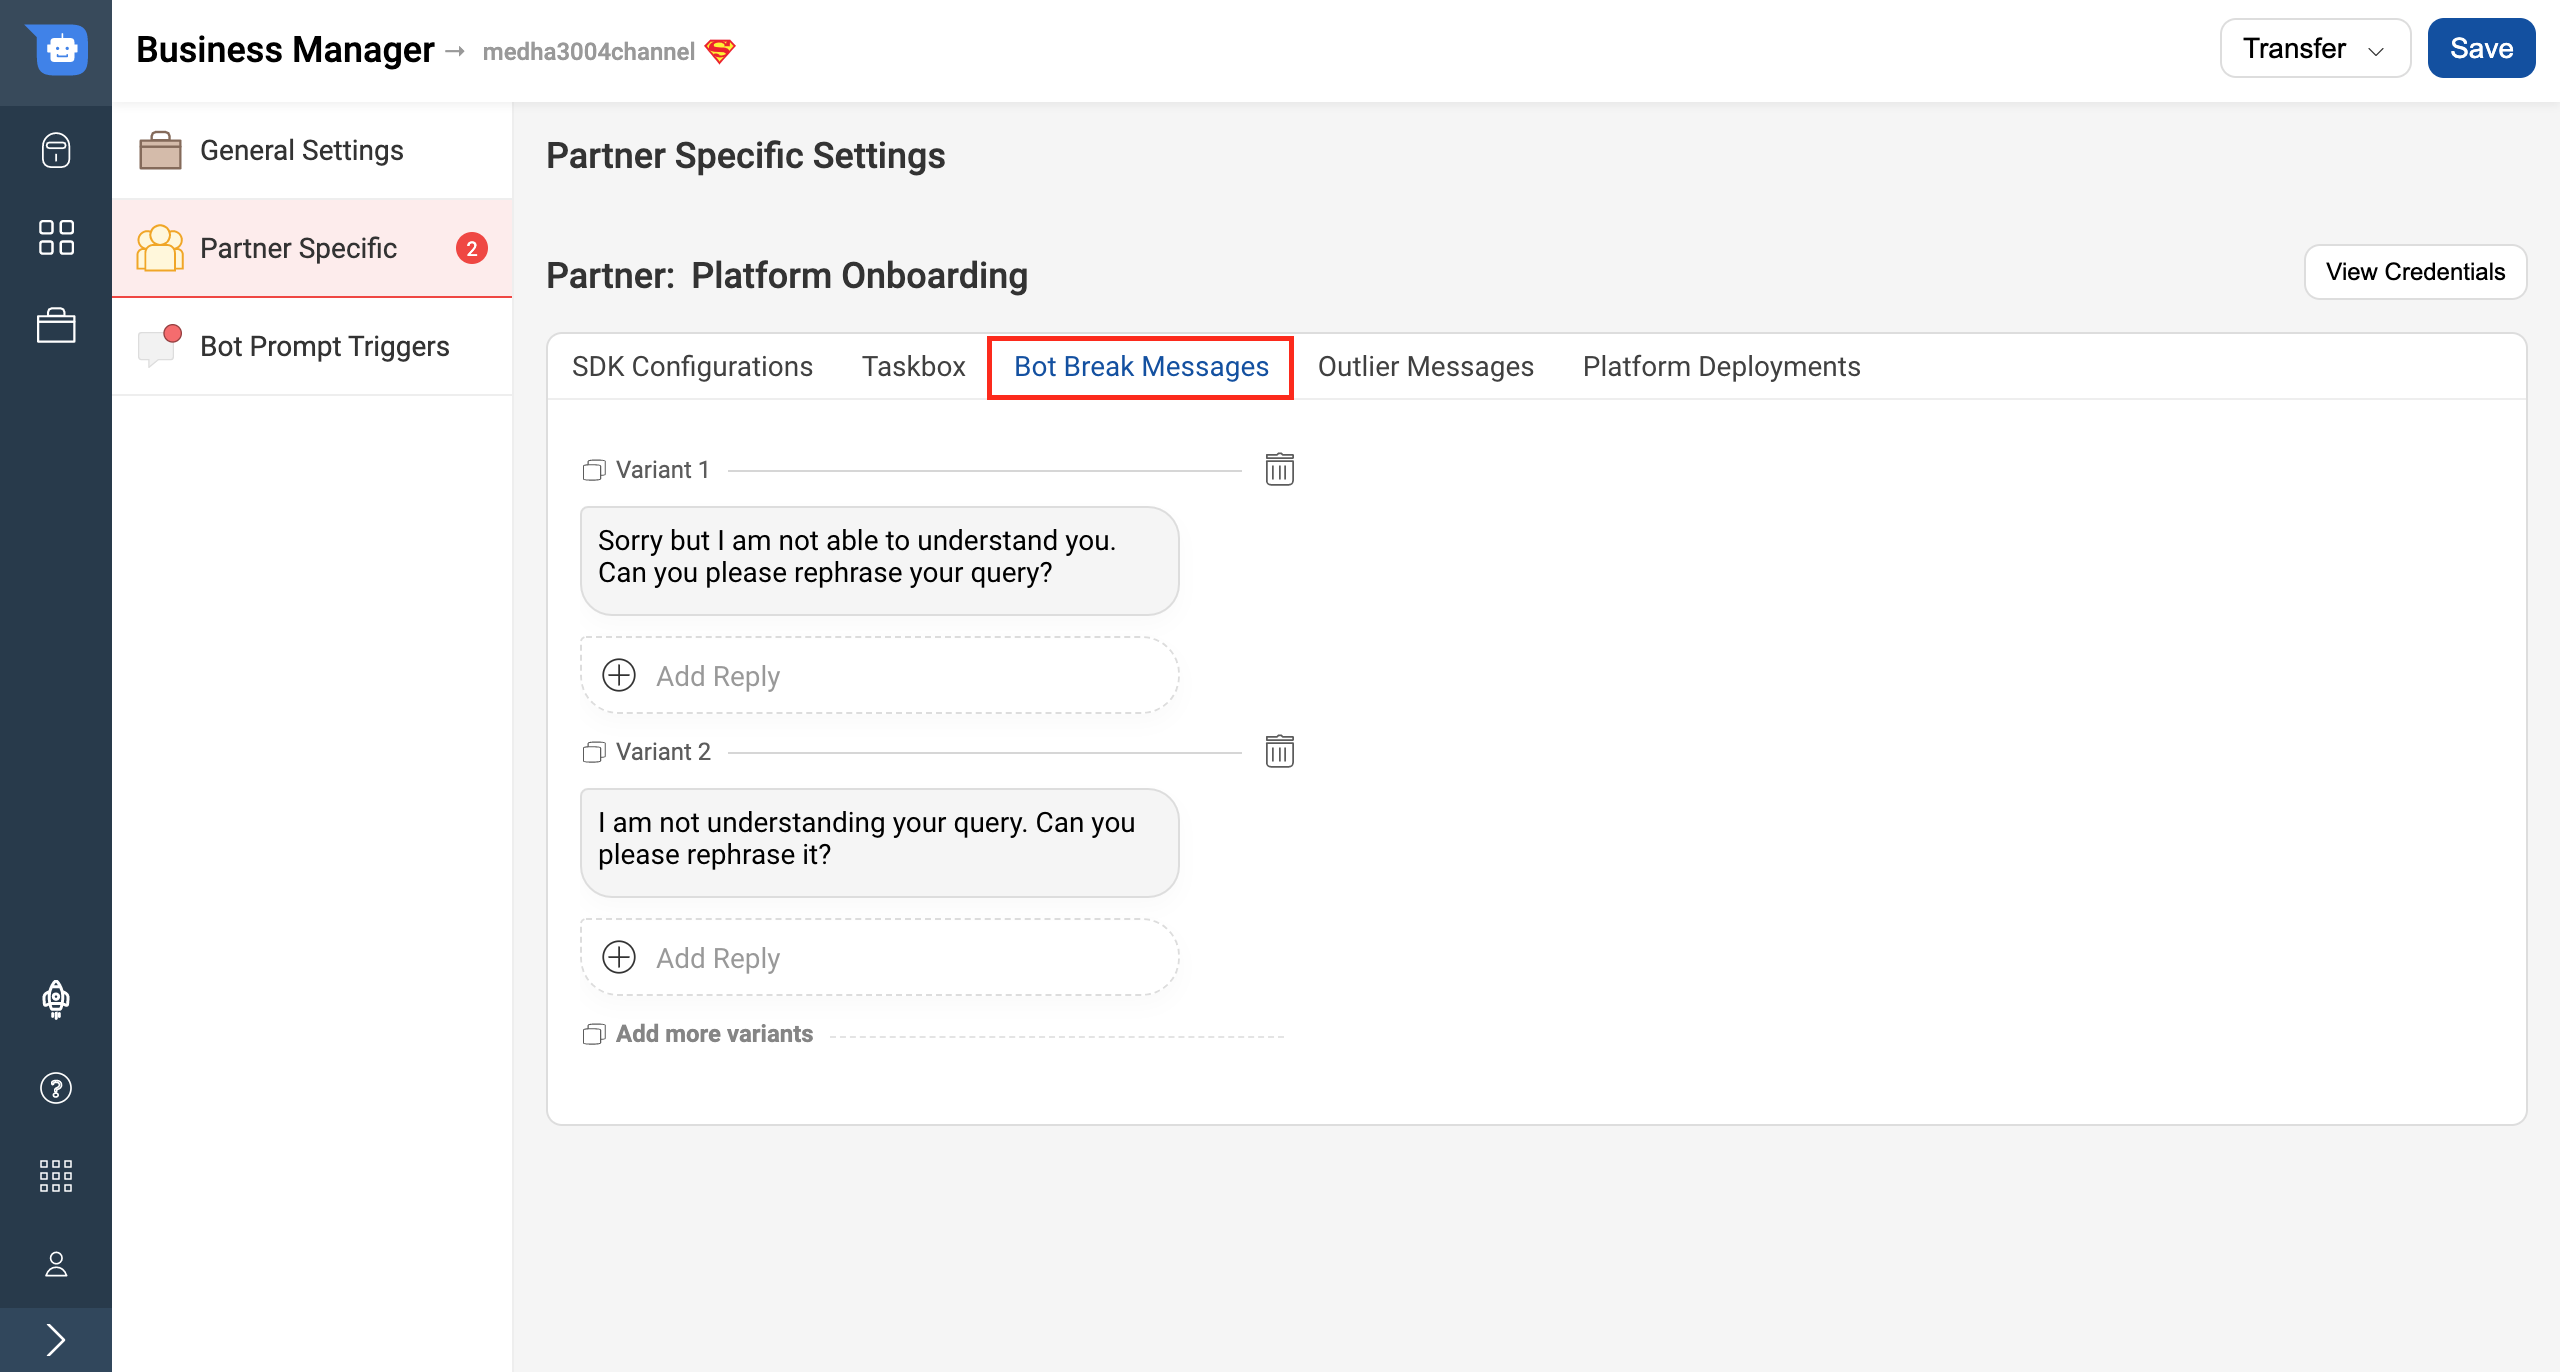 Business Manager → medha3004channel
Transfer
Save
General Settings
Partner Specific 2
Bot Prompt Triggers
Partner Specific Settings
Partner: Platform Onboarding
View Credentials
SDK Configurations Taskbox Bot Break Messages Outlier Messages Platform Deployments
Variant 1
Sorry but I am not able to understand you.
Can you please rephrase your query?
Add Reply
Variant 2
I am not understanding your query. Can you
please rephrase it?
Add Reply
Add more variants